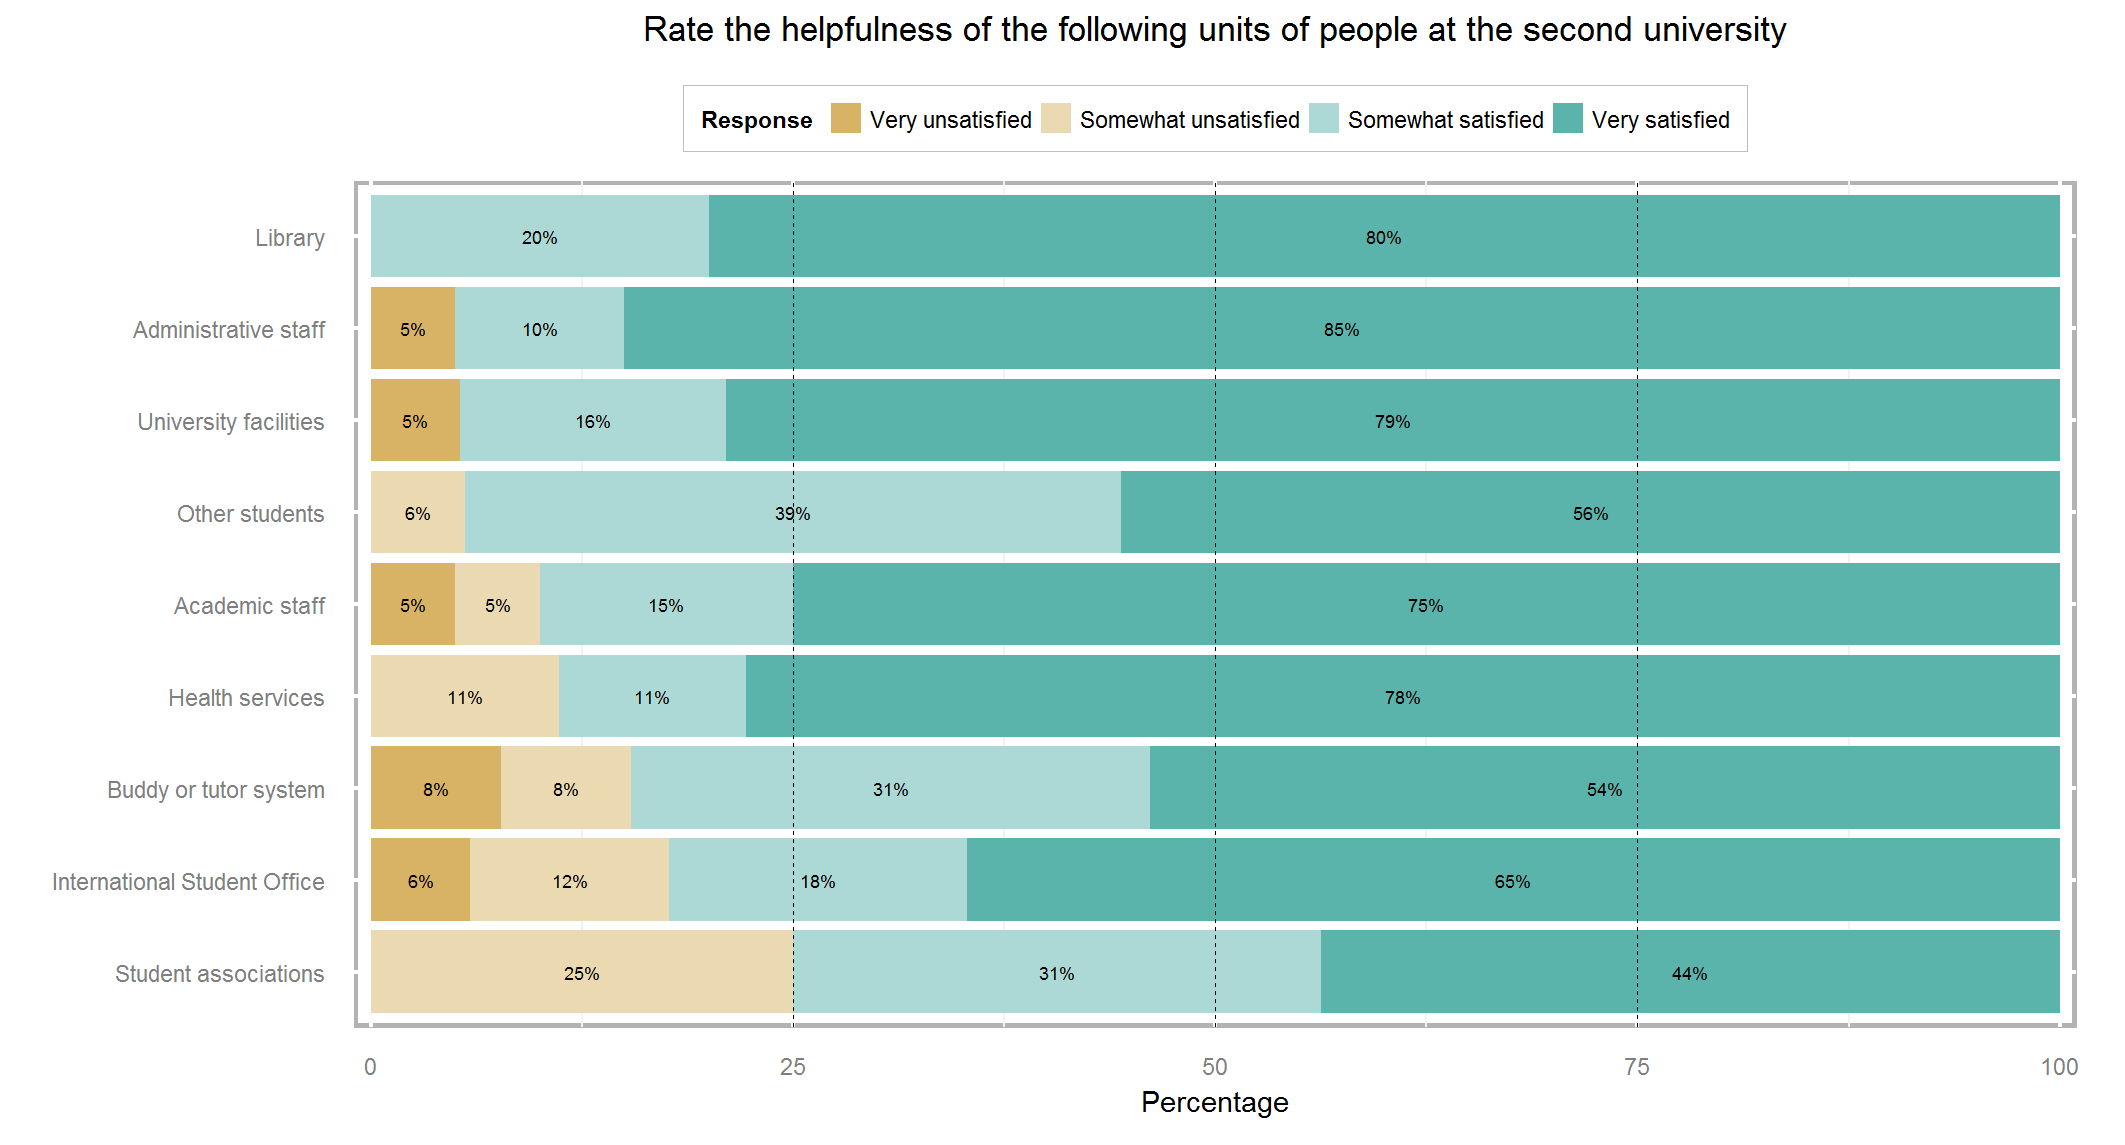 Rate the helpfulness of the following units of people at the second university
Response Very unsatisfied Somewhat unsatisfied Somewhat satisfied Very satisfied
Library 20% 80%
Administrative staff 5% 10% 85%
University facilities 5% 16% 79%
Other students 6% 39% 56%
Academic staff 5% 5% 15% 75%
Health services 11% 11% 78%
Buddy or tutor system 8% 8% 31% 54%
International Student Office 6% 12% 18% 65%
Student associations 25% 31% 44%
0 25 50 75 100
Percentage